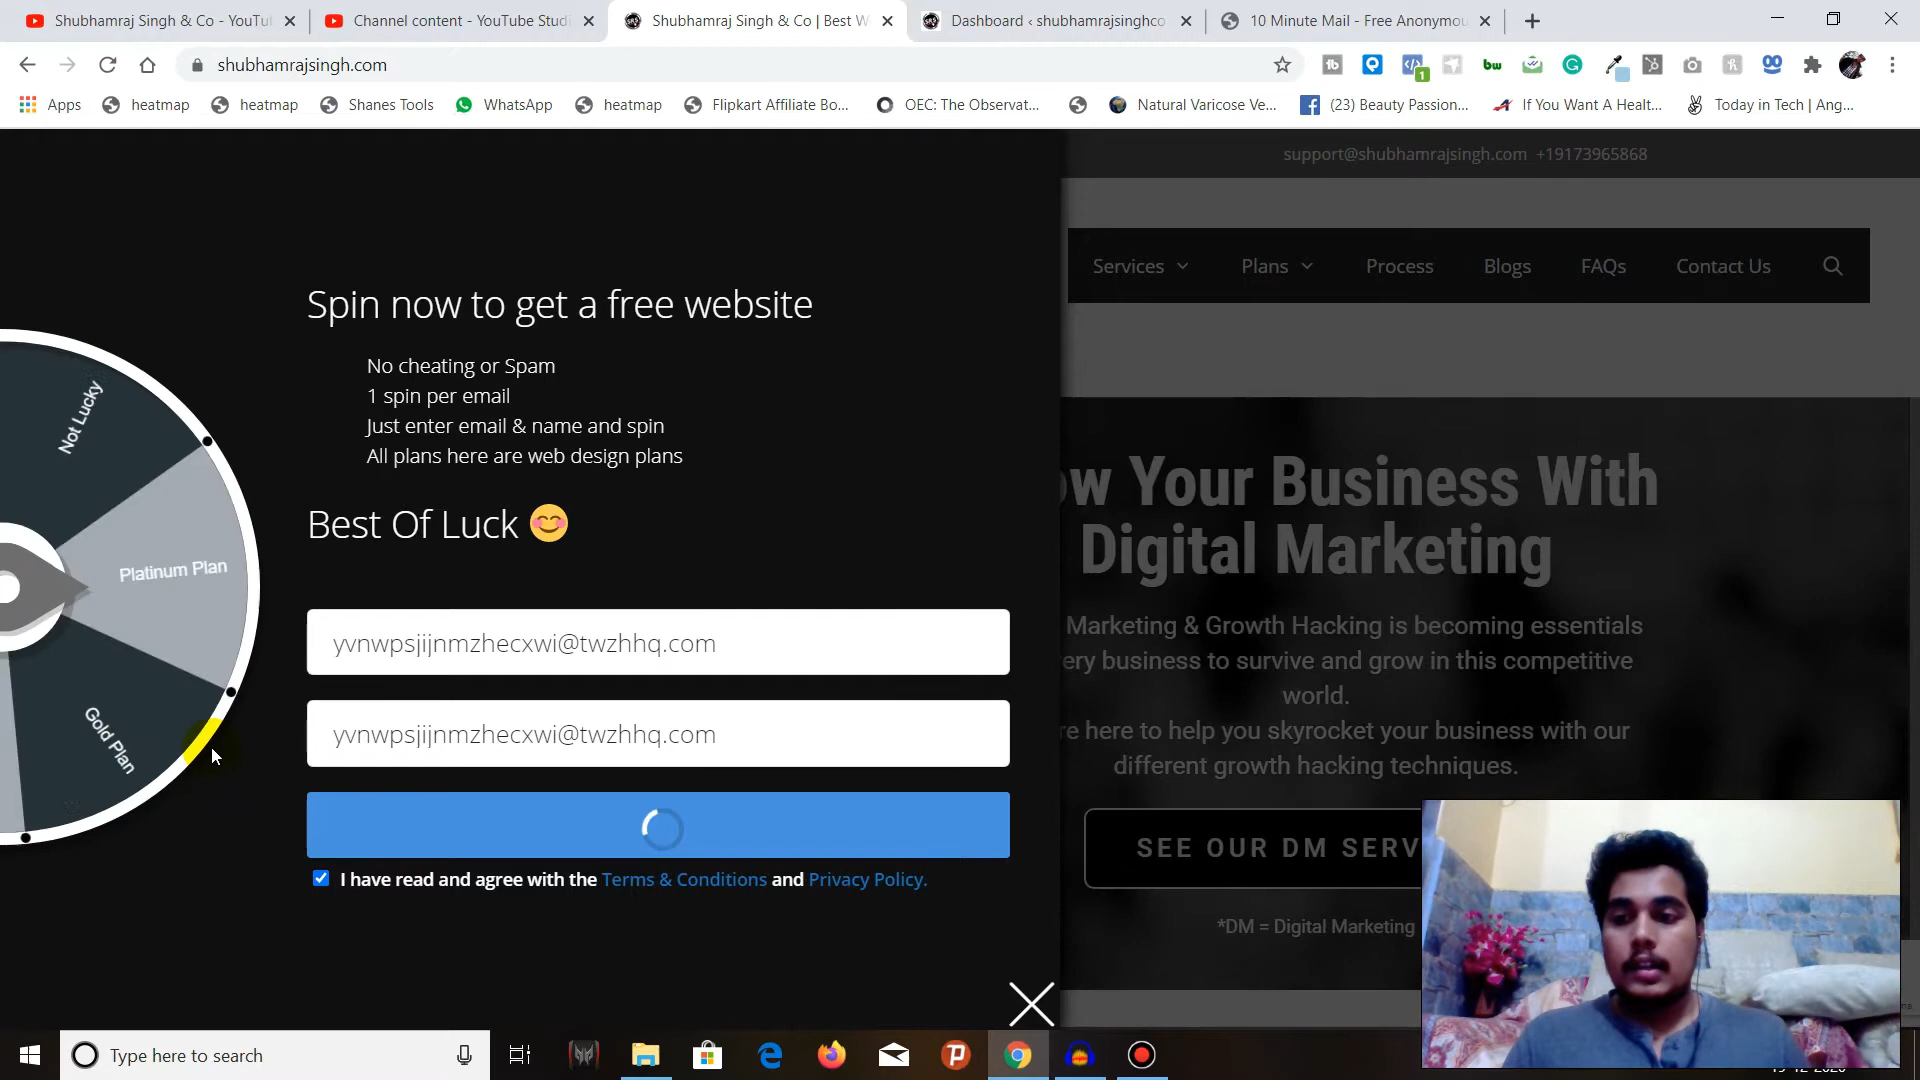 Shubhamraj Singh & Co - YouTu
Channel content - YouTube Studi
Shubhamraj Singh & Co | Best W
Dashboard ‹ shubhamrajsinghco
10 Minute Mail - Free Anonymou
shubhamrajsingh.com
1
Apps
heatmap
heatmap
Shanes Tools
WhatsApp
heatmap
Flipkart Affiliate Bo...
OEC: The Observat...
Natural Varicose Ve...
(23) Beauty Passion...
If You Want A Healt...
Today in Tech | Ang...
support@shubhamrajsingh.com +19173965868
Services
Plans
Process
Blogs
FAQs
Contact Us
Spin now to get a free website
No cheating or Spam
1 spin per email
Just enter email & name and spin
All plans here are web design plans
Best Of Luck 😊
Not Lucky
Platinum Plan
Gold Plan
yvnwpsjijnmzhecxwi@twzhhq.com
yvnwpsjijnmzhecxwi@twzhhq.com
I have read and agree with the Terms & Conditions and Privacy Policy.
ow Your Business With
Digital Marketing
Marketing & Growth Hacking is becoming essentials
ery business to survive and grow in this competitive
world.
re here to help you skyrocket your business with our
different growth hacking techniques.
SEE OUR DM SERV
*DM = Digital Marketing
Type here to search